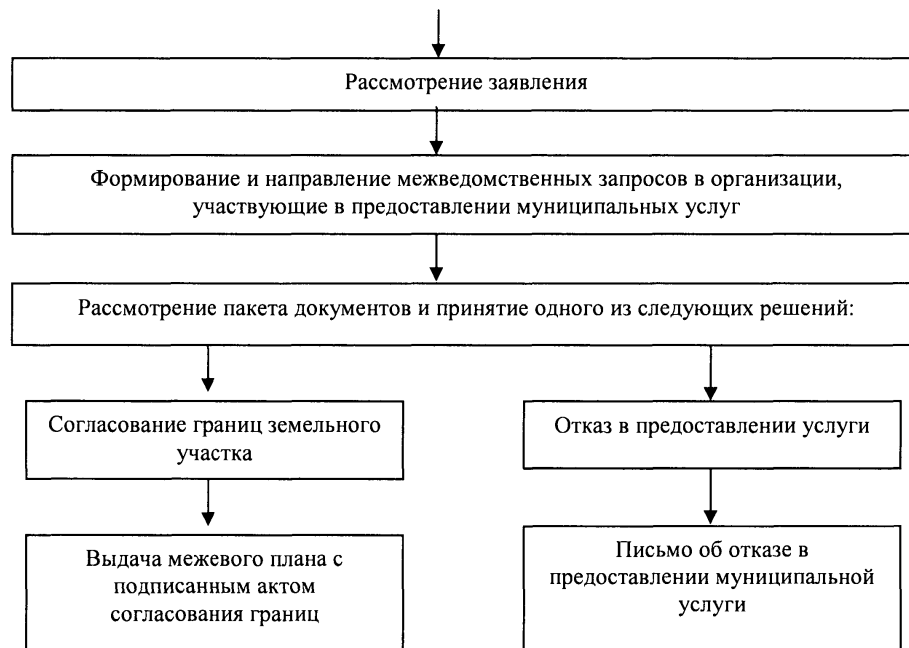 Рассмотрение заявления
Формирование и направление межведомственных запросов в организации,
участвующие в предоставлении муниципальных услуг
Рассмотрение пакета документов и принятие одного из следующих решений:
Согласование границ земельного
участка
Отказ в предоставлении услуги
Выдача межевого плана с
подписанным актом
согласования границ
Письмо об отказе в
предоставлении муниципальной
услуги